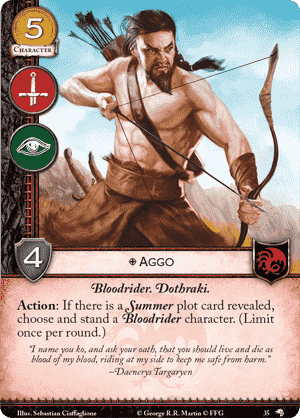 5
CHARACTER
4
AGGO
Bloodrider. Dothraki.
Action: If there is a Summer plot card revealed,
choose and stand a Bloodrider character. (Limit
once per round.)
"I name you ko, and ask your oath, that you should live and die as
blood of my blood, riding at my side to keep me safe from harm."
–Daenerys Targaryen
Illus. Sebastian Ciaffaglione © George R.R. Martin © FFG 35